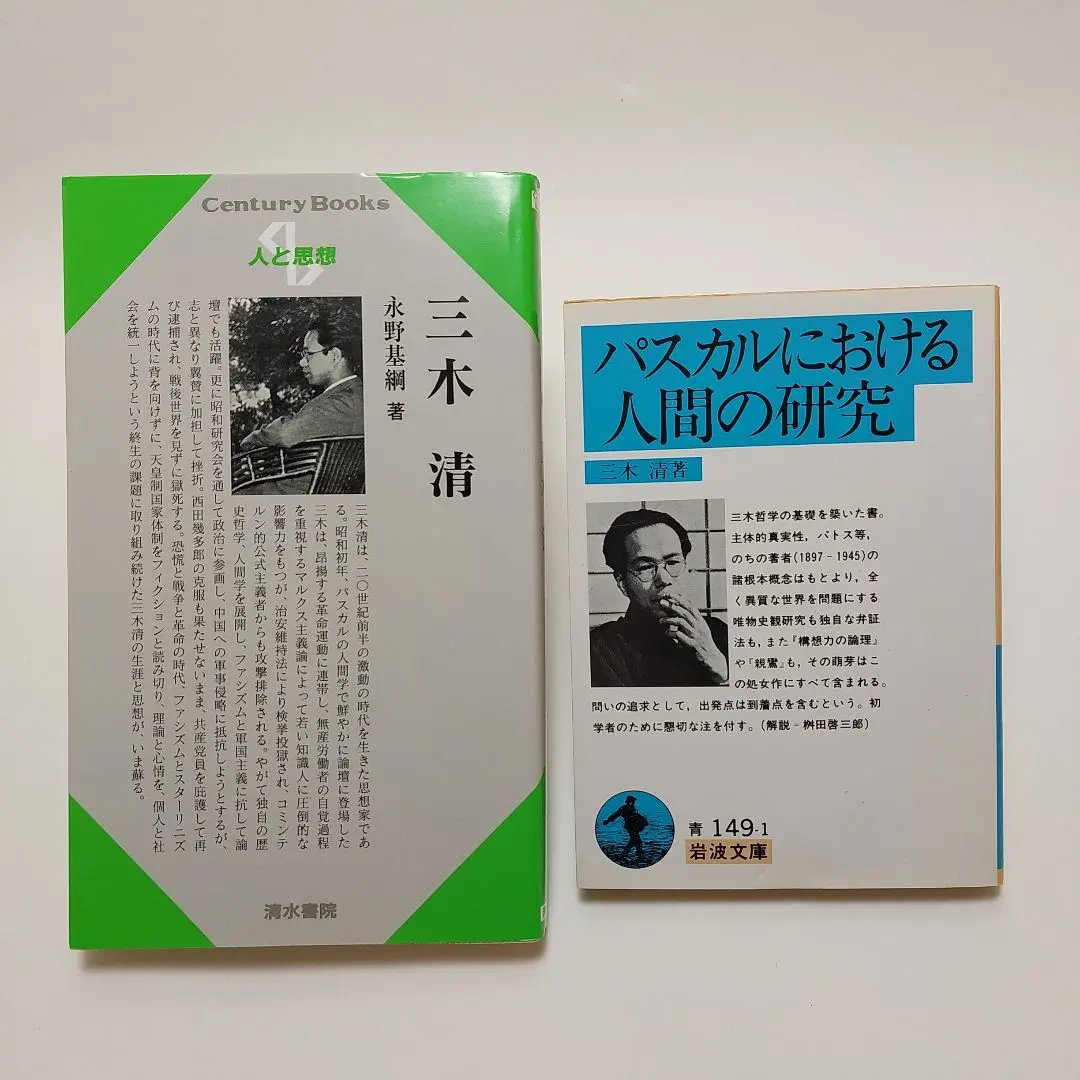 Century Books
人と思想
三木 清
永野基綱 著
三木清は、二〇世紀前半の激動の時代を生きた思想家であ
る。昭和初年、パスカルの人間学で鮮やかに論壇に登場した
三木は、昂揚する革命運動に連帯し、無産労働者の自覚過程
を重視するマルクス主義論によって若い知識人に圧倒的な
影響力をもつが、治安維持法により検挙投獄され、コミンテ
ルン的公式主義者からも攻撃排除される。やがて独自の歴
史哲学、人間学を展開し、ファシズムと軍国主義に抗して論
壇でも活躍。更に昭和研究会を通して政治に参画し、中国への軍事侵略に抵抗しようとするが、
志と異なり翼賛に加担して挫折。西田幾多郎の克服も果たせないまま、共産党員を庇護して再
び逮捕され、戦後世界を見ずに獄死する。恐慌と戦争と革命の時代、ファシズムとスターリニズ
ムの時代に背を向けずに、天皇制国家体制をフィクションと読み切り、理論と心情を、個人と社
会を統一しようという終生の課題に取り組み続けた三木清の生涯と思想が、いま蘇る。
清水書院
パスカルにおける
人間の研究
三木 清著
三木哲学の基礎を築いた書。
主体的真実性，パトス等，
のちの著者(1897‐1945)の
諸根本概念はもとより，全
く異質な世界を問題にする
唯物史観研究も独自な弁証
法も，また『構想力の論理』
や『親鸞』も，その萌芽はこ
の処女作にすべて含まれる。
問いの追求として，出発点は到着点を含むという。初
学者のために懇切な注を付す。(解説‐桝田啓三郎)
青 149-1
岩波文庫